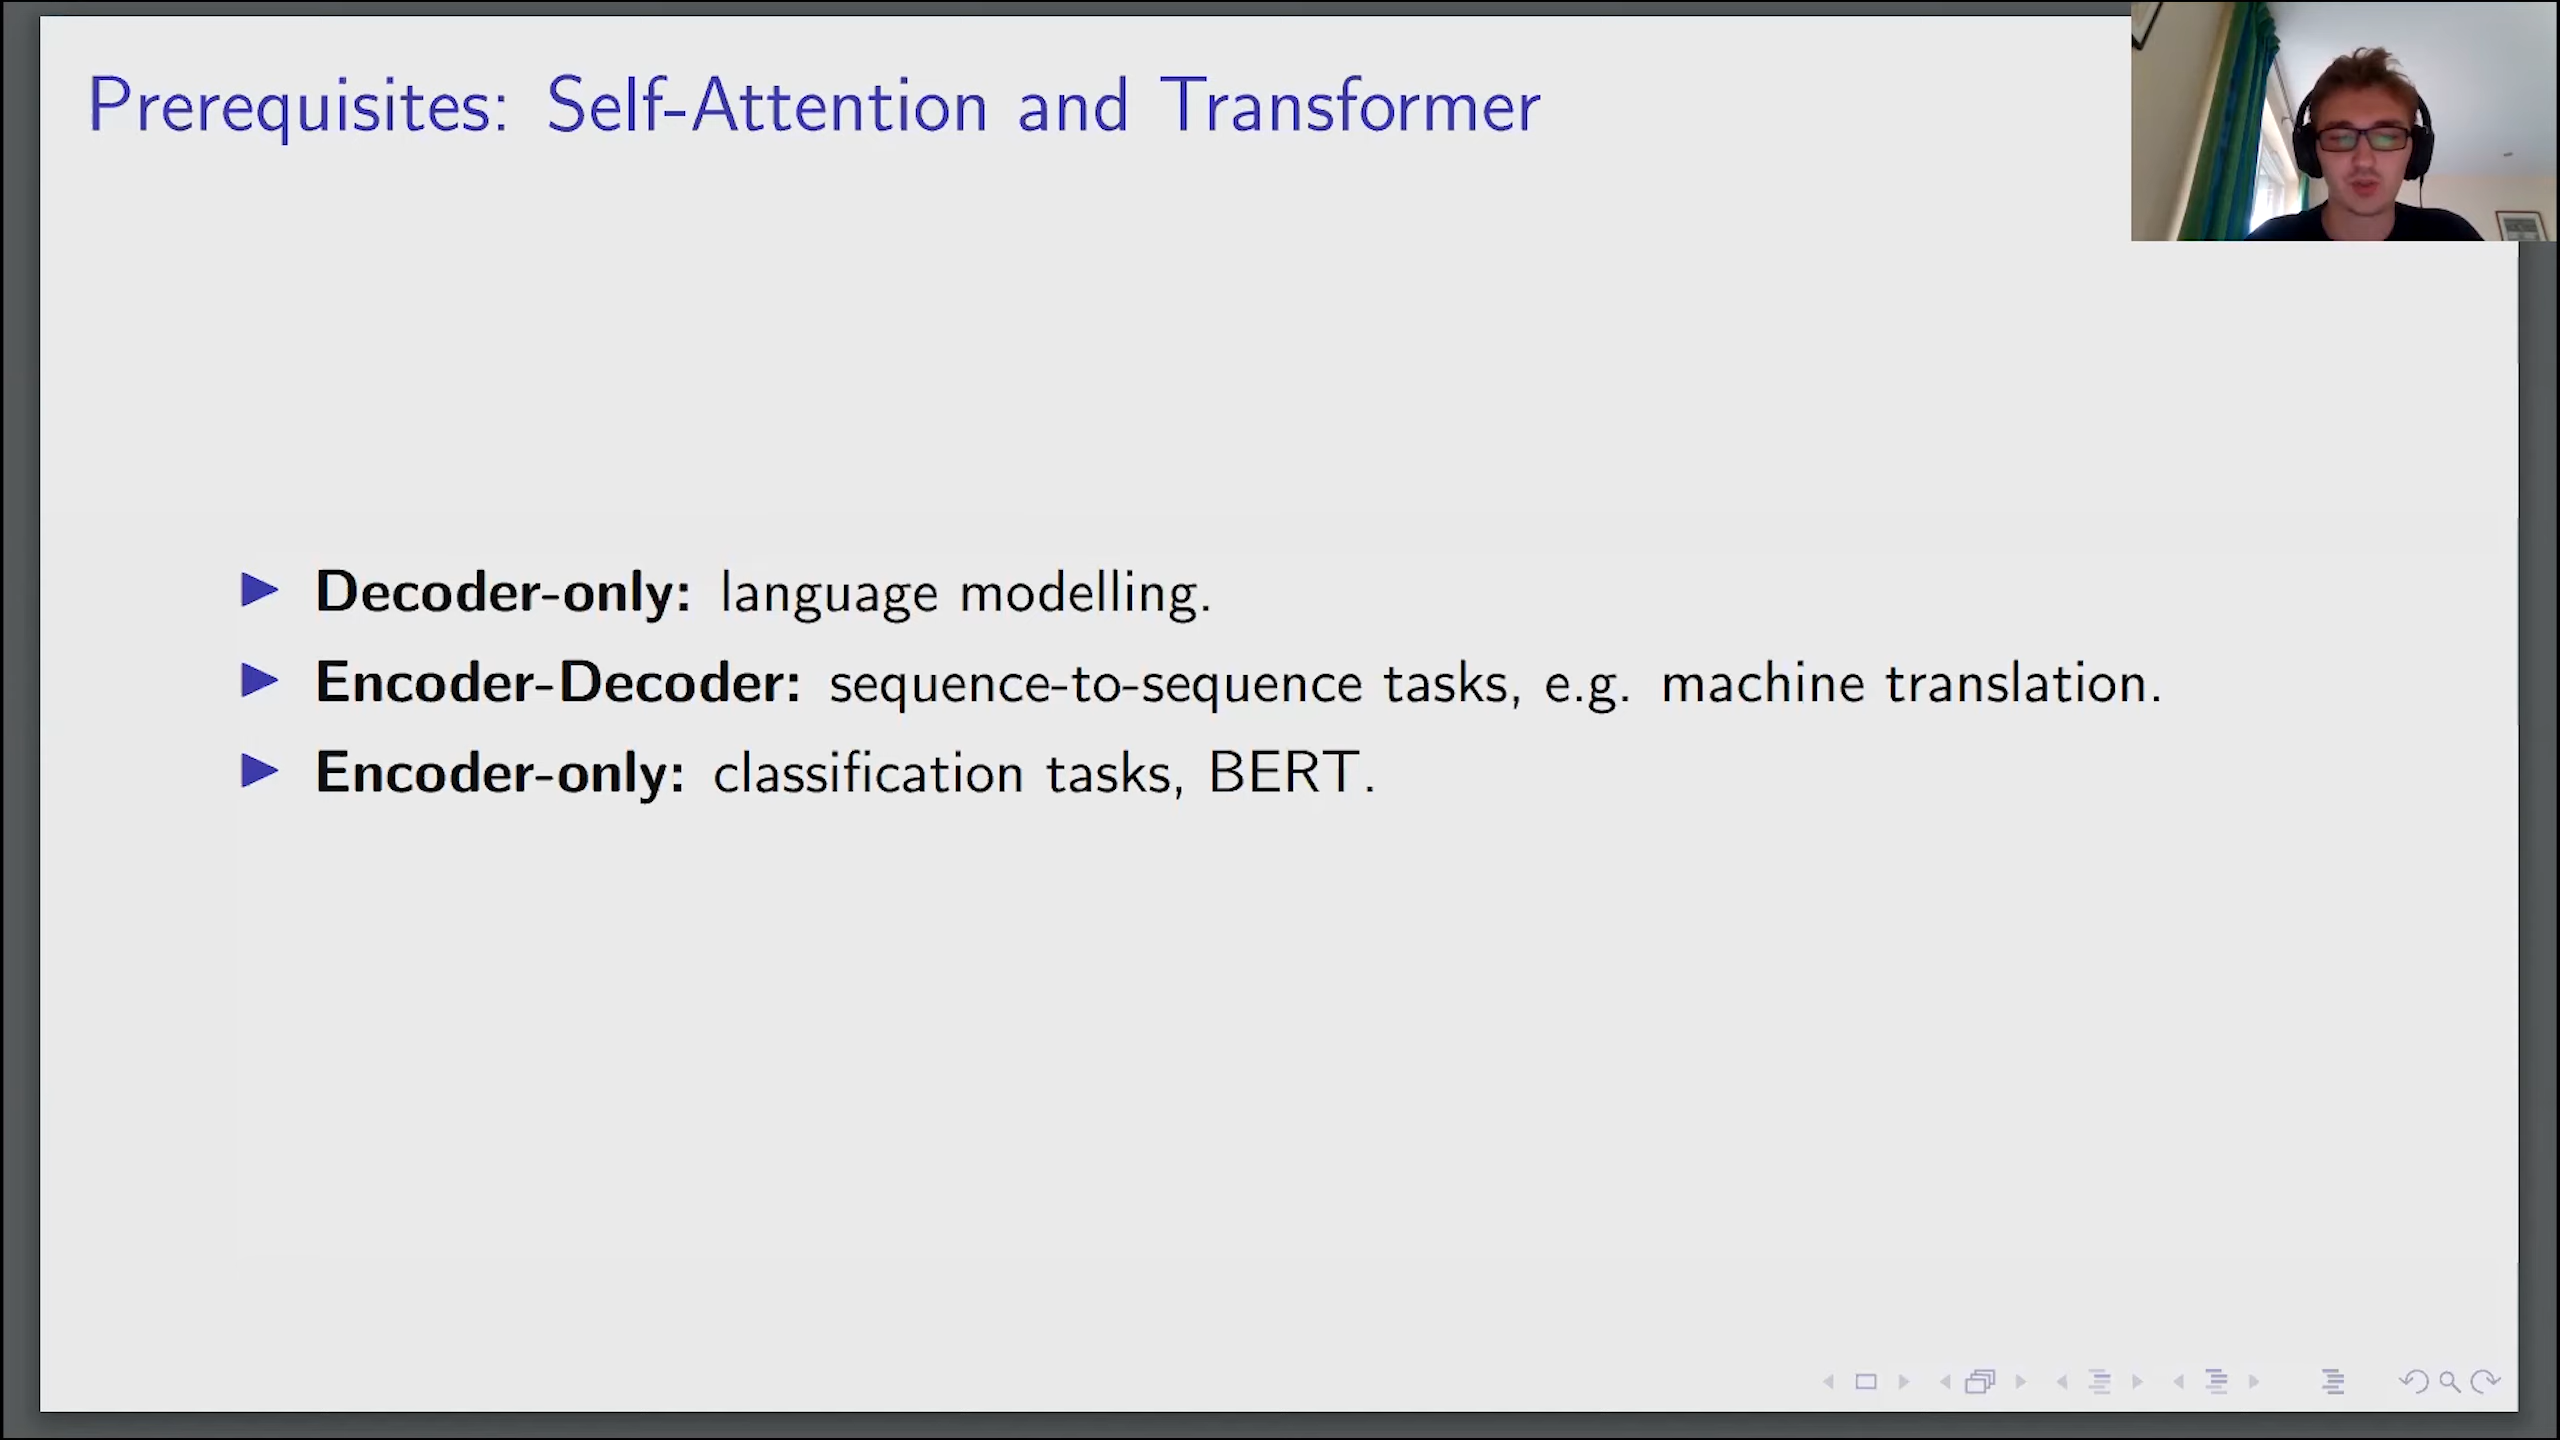 Prerequisites: Self-Attention and Transformer
Decoder-only: language modelling.
Encoder-Decoder: sequence-to-sequence tasks, e.g. machine translation.
Encoder-only: classification tasks, BERT.